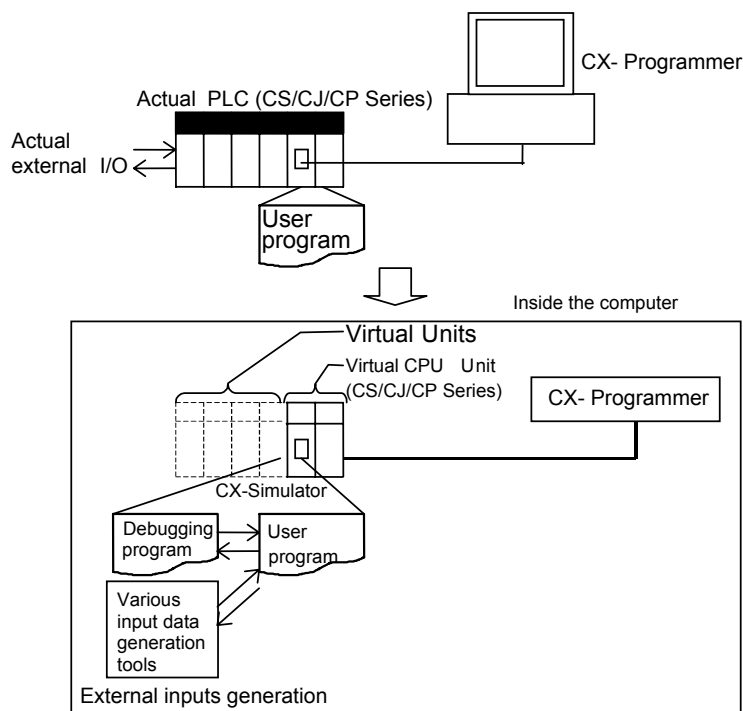 CX- Programmer
Actual PLC (CS/CJ/CP Series)
Actual
external I/O
User
program
Inside the computer
Virtual Units
Virtual CPU Unit
(CS/CJ/CP Series)
CX- Programmer
CX-Simulator
Debugging
program
User
program
Various
input data
generation
tools
External inputs generation